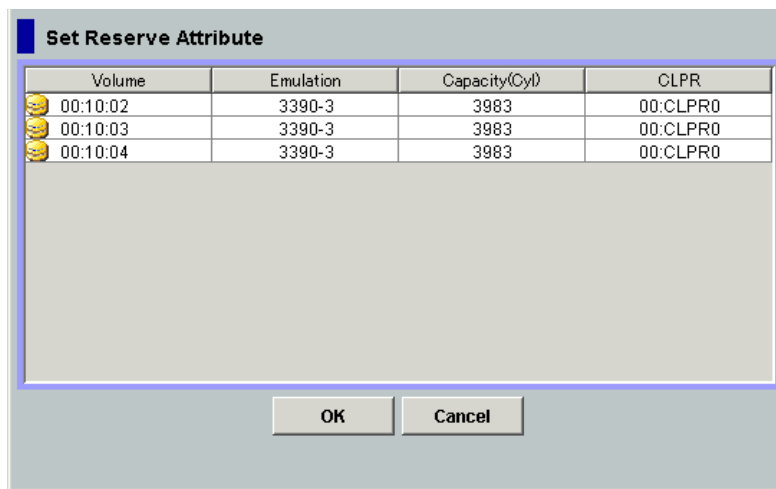 Set Reserve Attribute
Volume Emulation Capacity(Cyl) CLPR
00:10:02 3390-3 3983 00:CLPR0
00:10:03 3390-3 3983 00:CLPR0
00:10:04 3390-3 3983 00:CLPR0
OK Cancel